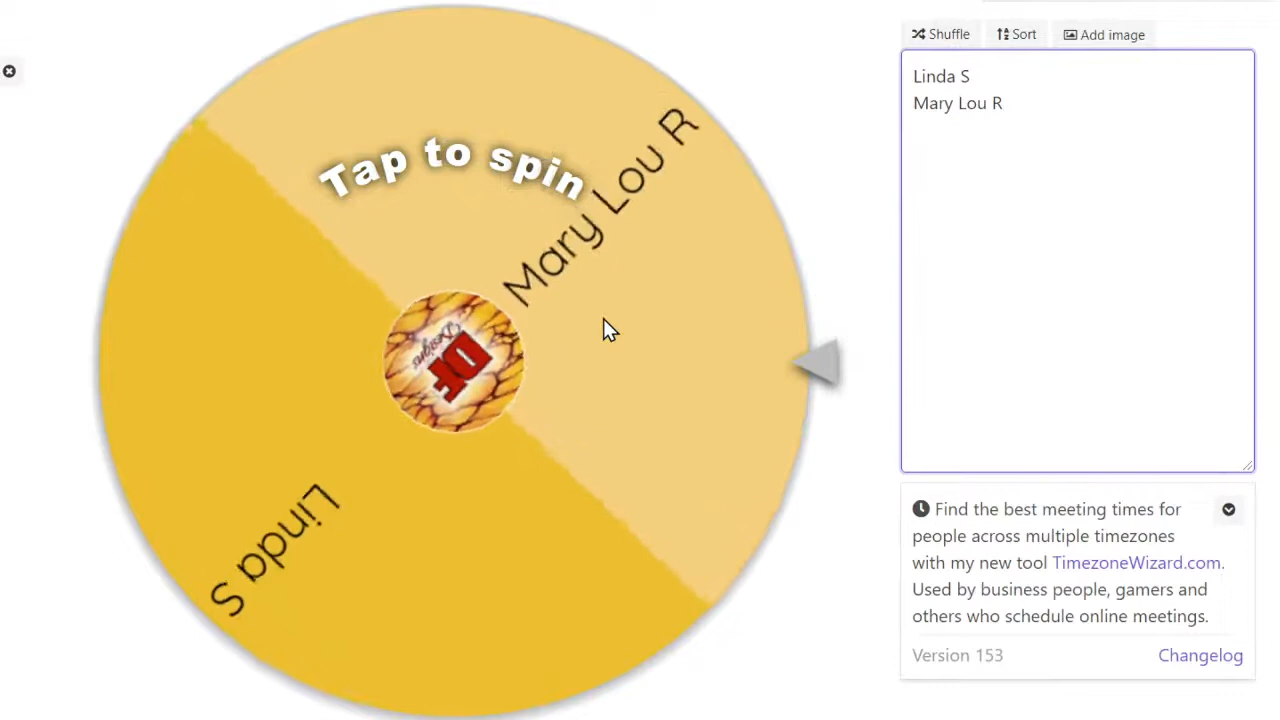 Shuffle
Sort
Add image
Linda S
Mary Lou R
Tap to spin
Mary Lou R
Linda S
DF
Designs
Find the best meeting times for
people across multiple timezones
with my new tool TimezoneWizard.com.
Used by business people, gamers and
others who schedule online meetings.
Version 153
Changelog